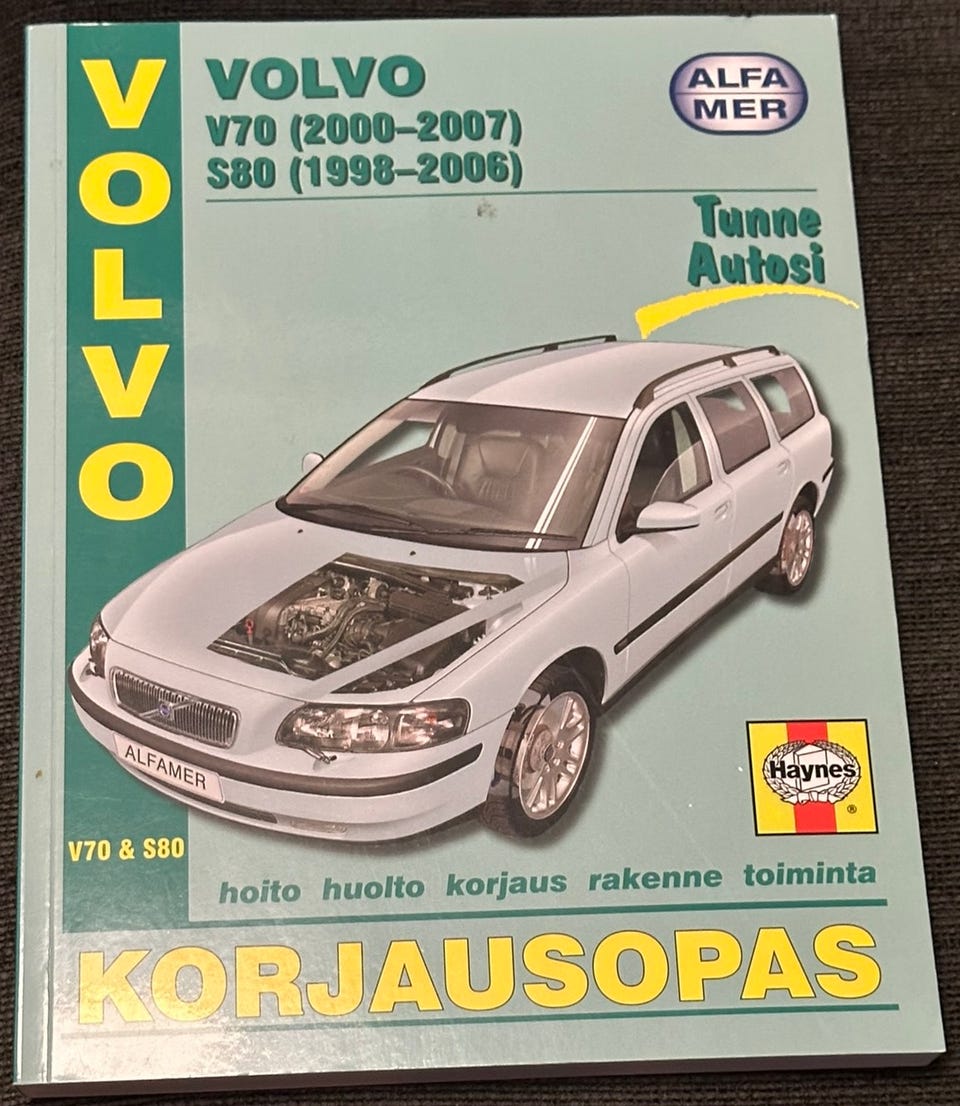 VOLVO
VOLVO
V70 (2000–2007)
S80 (1998–2006)
ALFA
MER
Tunne
Autosi
ALFAMER
Haynes
®
V70 & S80
hoito huolto korjaus rakenne toiminta
KORJAUSOPAS